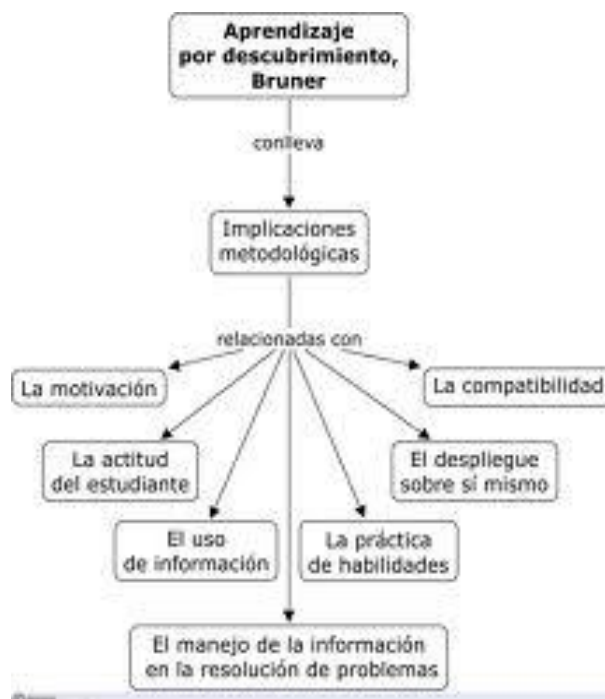 Aprendizaje
por descubrimiento,
Bruner
conlleva
Implicaciones
metodológicas
relacionadas con
La motivación
La compatibilidad
La actitud
del estudiante
El despliegue
sobre sí mismo
El uso
de información
La práctica
de habilidades
El manejo de la información
en la resolución de problemas